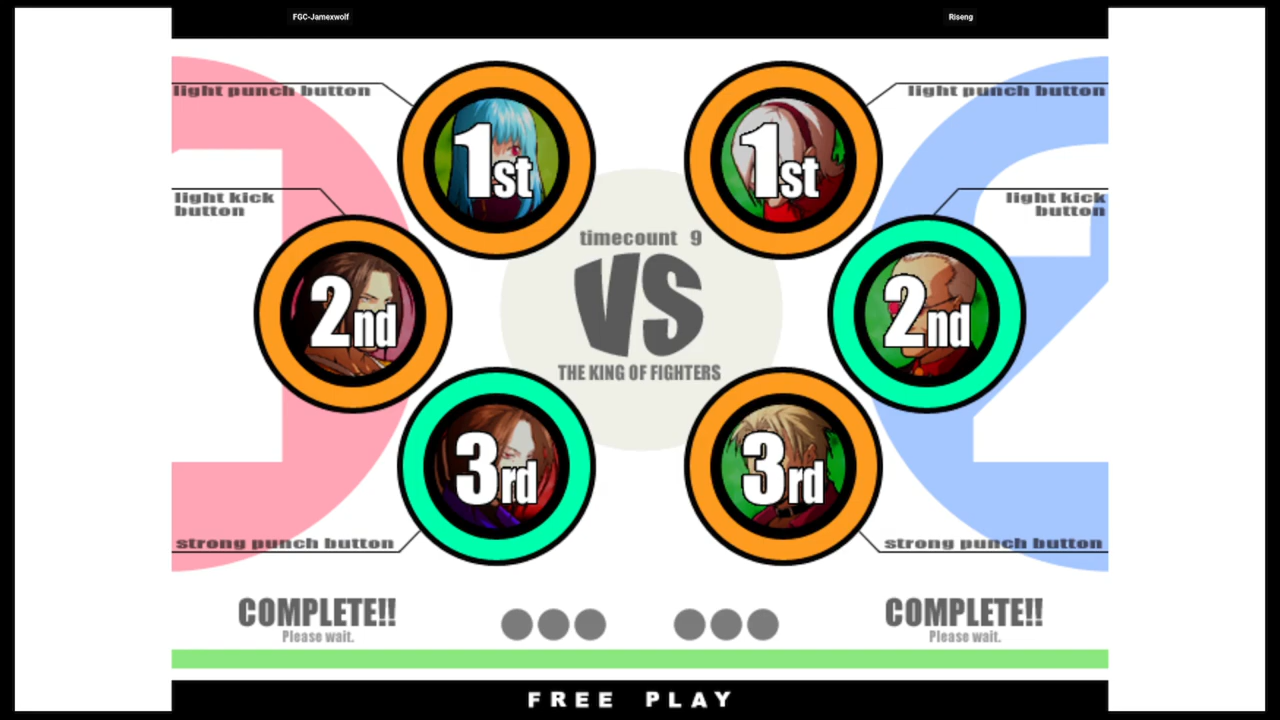 FGC-Jamexwolf
Riseng
light punch button
light punch button
1st
1st
light kick
button
light kick
button
timecount 9
VS
2nd
2nd
THE KING OF FIGHTERS
3rd
3rd
strong punch button
strong punch button
COMPLETE!!
Please wait.
COMPLETE!!
Please wait.
FREE PLAY